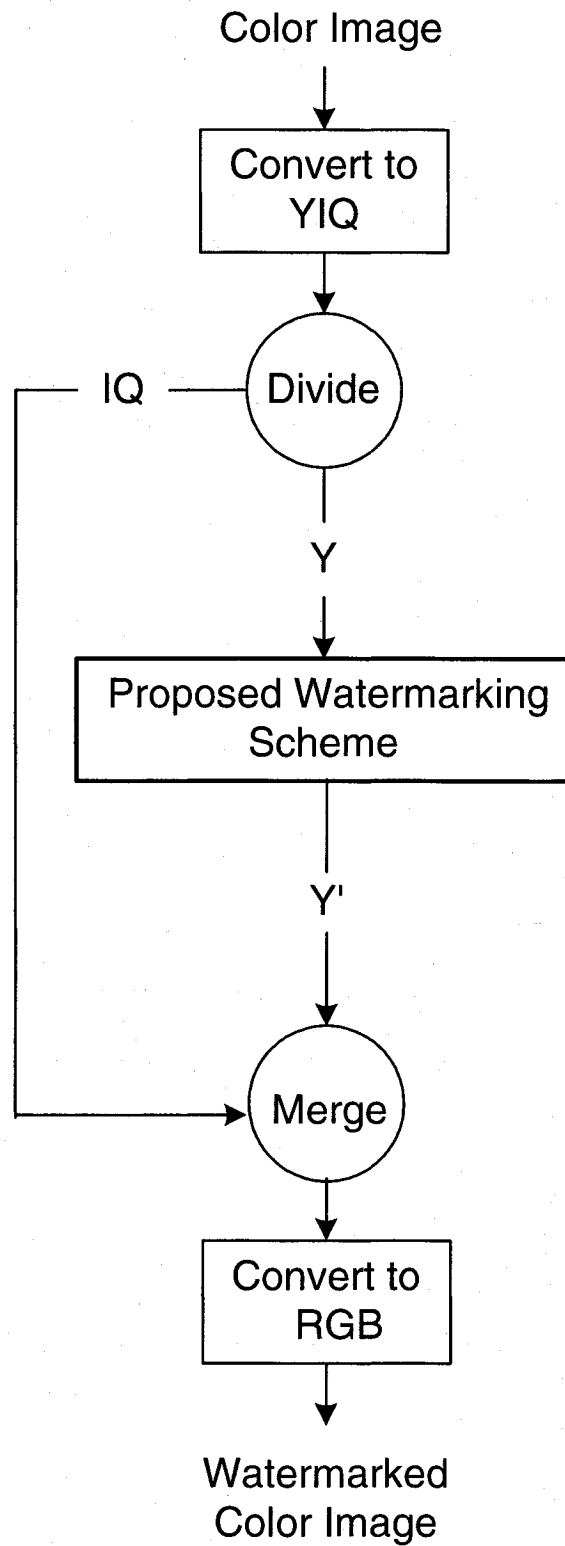 Color Image
Convert to
YIQ
IQ
Divide
Y
Proposed Watermarking
Scheme
Y'
Merge
Convert to
RGB
Watermarked
Color Image